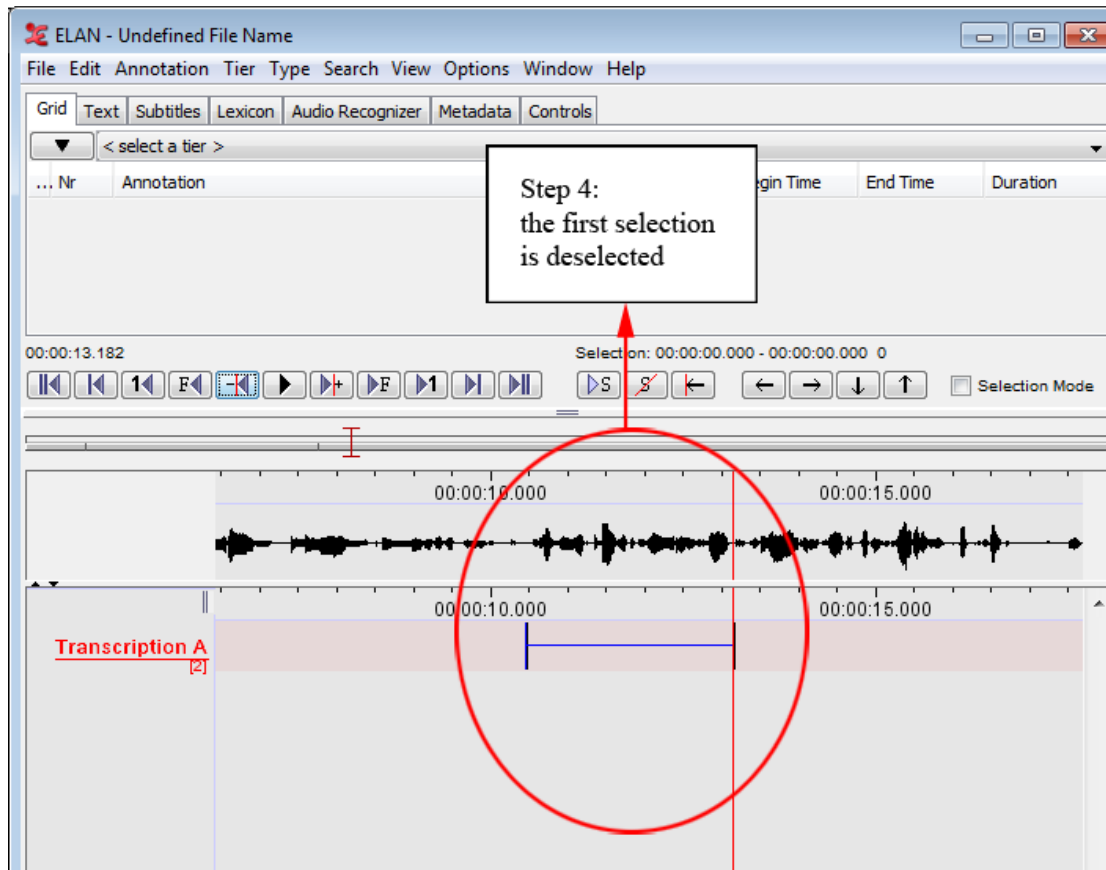 ELAN - Undefined File Name
File Edit Annotation Tier Type Search View Options Window Help
Grid Text Subtitles Lexicon Audio Recognizer Metadata Controls
< select a tier >
... Nr Annotation egin Time End Time Duration
Step 4:
the first selection
is deselected
00:00:13.182 Selection: 00:00:00.000 - 00:00:00.000 0
1 F - + F 1 S S Selection Mode
00:00:10.000 00:00:15.000
00:00:10.000 00:00:15.000
Transcription A
[2]